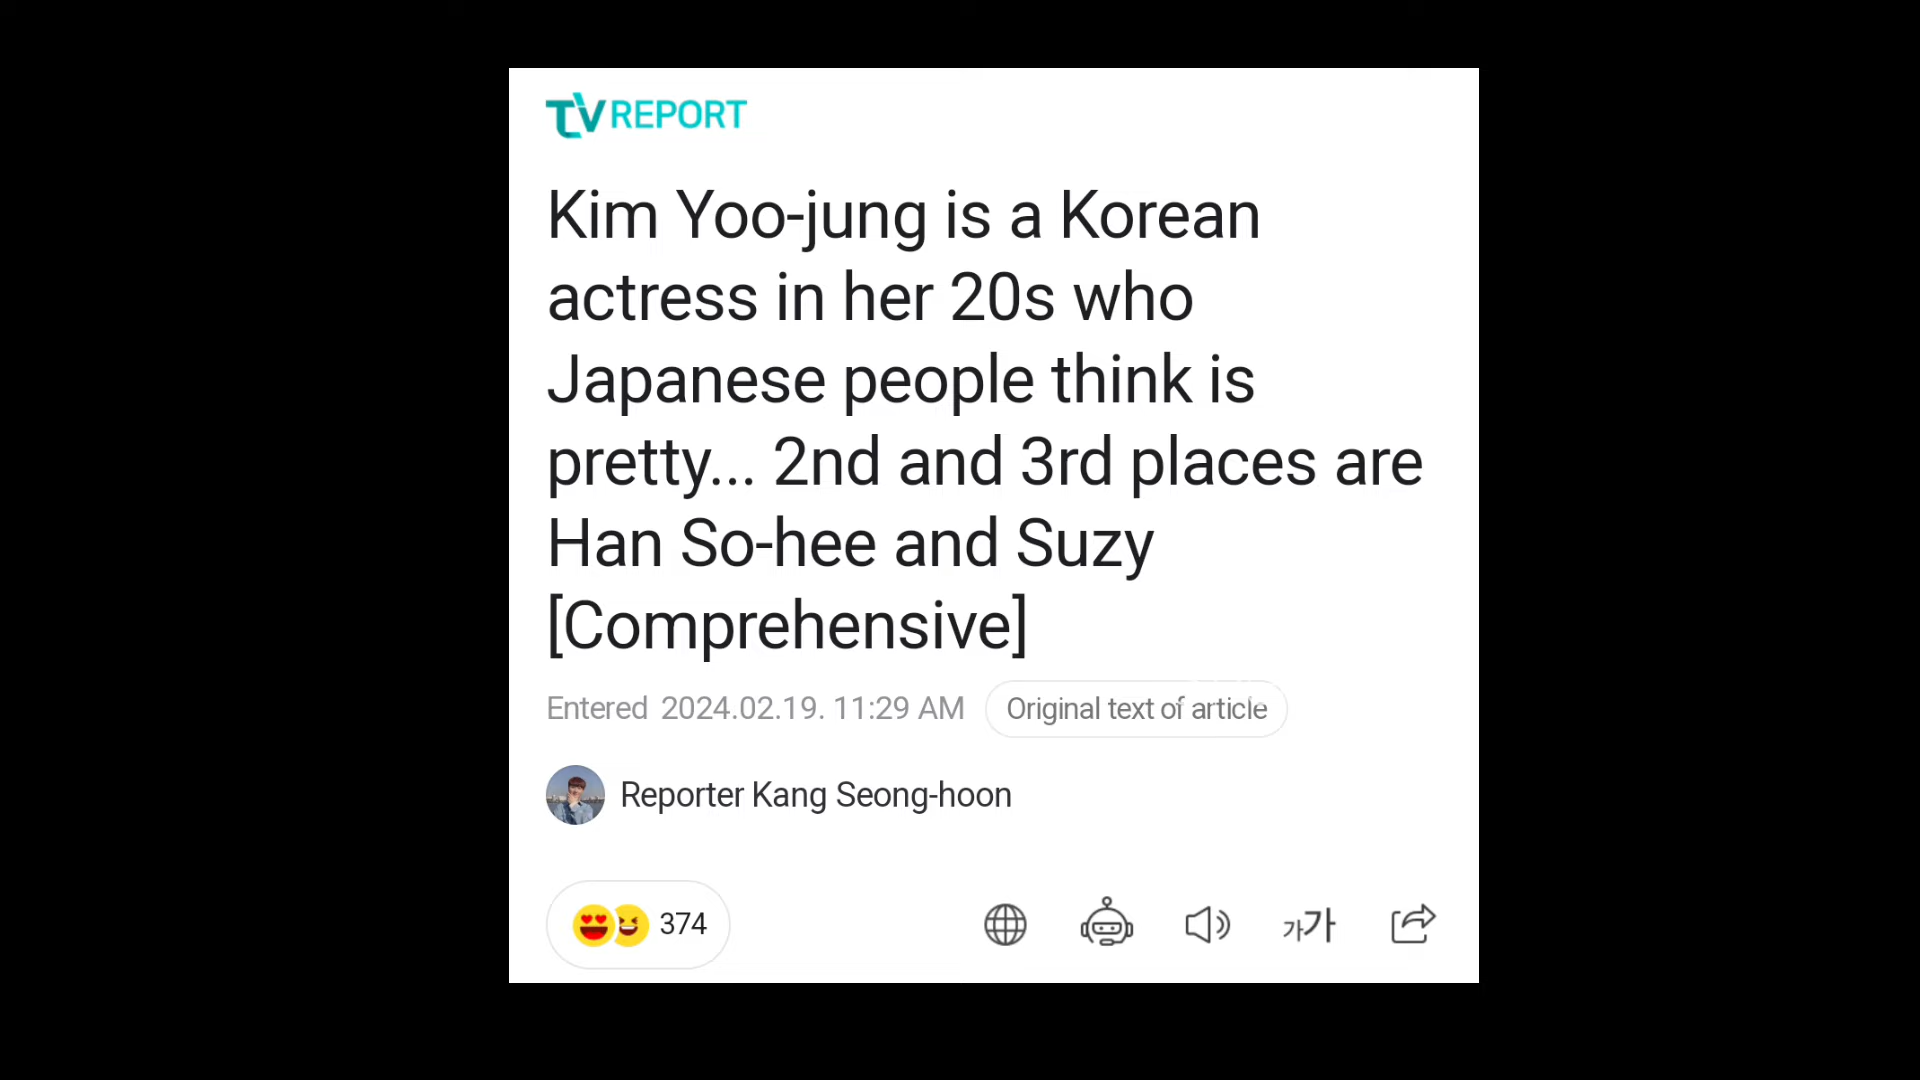 TVREPORT
Kim Yoo-jung is a Korean
actress in her 20s who
Japanese people think is
pretty... 2nd and 3rd places are
Han So-hee and Suzy
[Comprehensive]
Entered 2024.02.19. 11:29 AM Original text of article
Reporter Kang Seong-hoon
374 가가